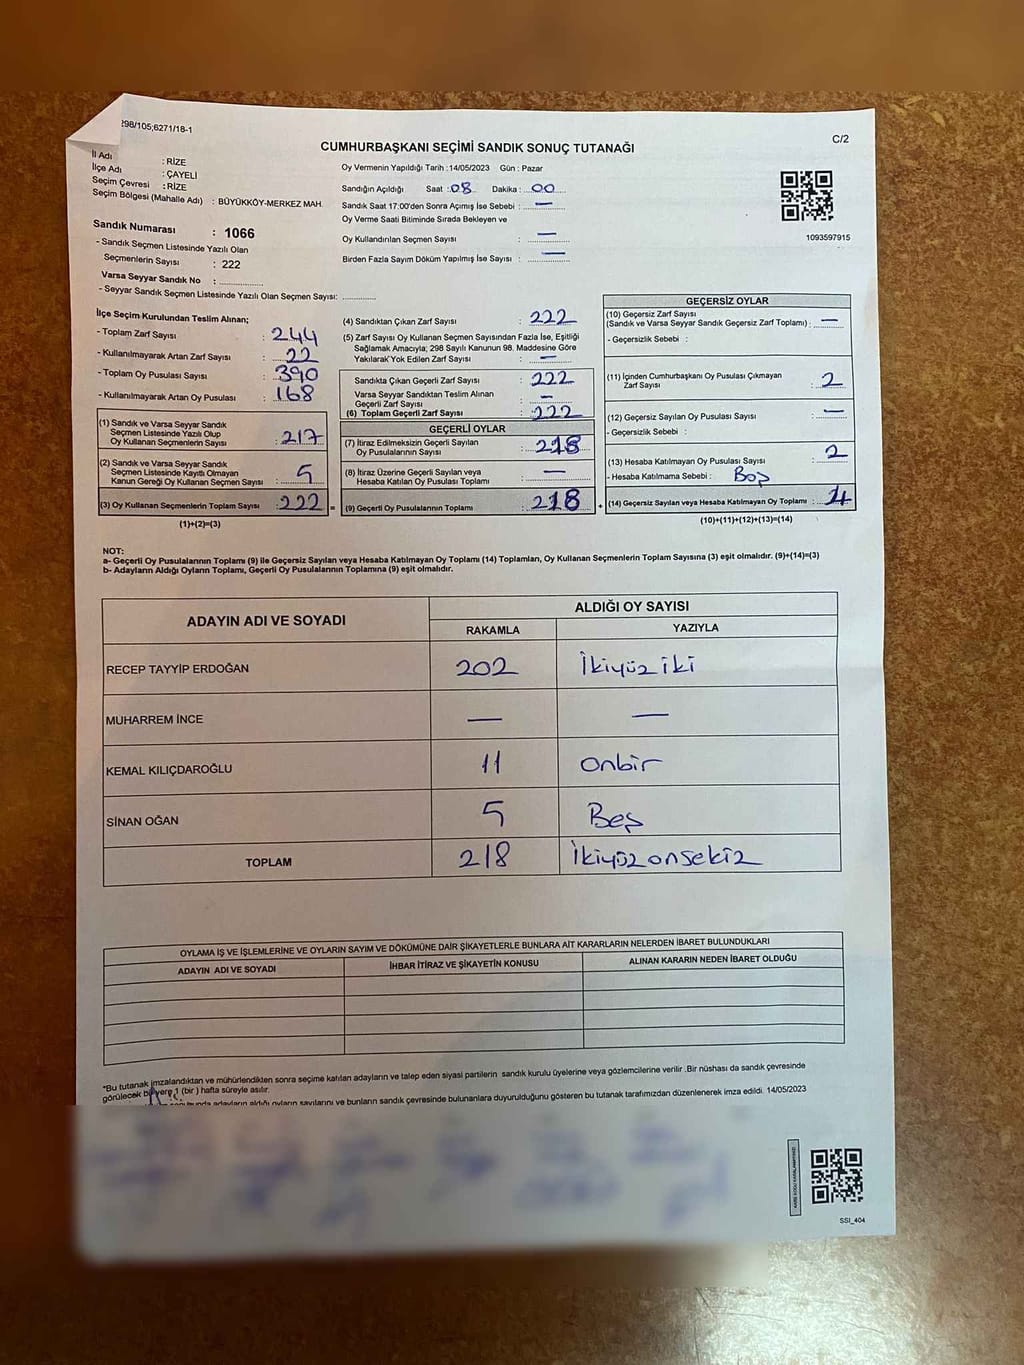 298/105;6271/18-1
C/2
CUMHURBAŞKANI SEÇİMİ SANDIK SONUÇ TUTANAĞI
İl Adı : RİZE
İlçe Adı : ÇAYELİ
Seçim Çevresi : RİZE
Seçim Bölgesi (Mahalle Adı) : BÜYÜKKÖY-MERKEZ MAH.
Oy Vermenin Yapıldığı Tarih :14/05/2023 Gün : Pazar
Sandığın Açıldığı Saat : 08 Dakika : 00
Sandık Saat 17:00'den Sonra Açmış İse Sebebi : —
Oy Verme Saati Bitiminde Sırada Bekleyen ve
Oy Kullandırılan Seçmen Sayısı : —
Birden Fazla Sayım Döküm Yapılmış İse Sayısı : —
1093597915
Sandık Numarası : 1066
- Sandık Seçmen Listesinde Yazılı Olan
Seçmenlerin Sayısı : 222
Varsa Seyyar Sandık No : ..............
- Seyyar Sandık Seçmen Listesinde Yazılı Olan Seçmen Sayısı: ............
İlçe Seçim Kurulundan Teslim Alınan;
- Toplam Zarf Sayısı : 244
- Kullanılmayarak Artan Zarf Sayısı : 22
- Toplam Oy Pusulası Sayısı : 390
- Kullanılmayarak Artan Oy Pusulası : 168
(1) Sandık ve Varsa Seyyar Sandık
Seçmen Listesinde Yazılı Olup
Oy Kullanan Seçmenlerin Sayısı : 217
(2) Sandık ve Varsa Seyyar Sandık
Seçmen Listesinde Kayıtlı Olmayan
Kanun Gereği Oy Kullanan Seçmen Sayısı : 5
(3) Oy Kullanan Seçmenlerin Toplam Sayısı : 222 =
(1)+(2)=(3)
(4) Sandıktan Çıkan Zarf Sayısı : 222
(5) Zarf Sayısı Oy Kullanan Seçmen Sayısından Fazla İse, Eşitliği
Sağlamak Amacıyla; 298 Sayılı Kanunun 98. Maddesine Göre
Yakılarak Yok Edilen Zarf Sayısı : —
Sandıkta Çıkan Geçerli Zarf Sayısı : 222
Varsa Seyyar Sandıktan Teslim Alınan
Geçerli Zarf Sayısı : —
(6) Toplam Geçerli Zarf Sayısı : 222
GEÇERLİ OYLAR
(7) İtiraz Edilmeksizin Geçerli Sayılan
Oy Pusulalarının Sayısı : 218
(8) İtiraz Üzerine Geçerli Sayılan veya
Hesaba Katılan Oy Pusulası Toplamı : —
(9) Geçerli Oy Pusulalarının Toplamı : 218 +
GEÇERSİZ OYLAR
(10) Geçersiz Zarf Sayısı
(Sandık ve Varsa Seyyar Sandık Geçersiz Zarf Toplamı) : —
- Geçersizlik Sebebi :
(11) İçinden Cumhurbaşkanı Oy Pusulası Çıkmayan
Zarf Sayısı : 2
(12) Geçersiz Sayılan Oy Pusulası Sayısı : —
- Geçersizlik Sebebi :
(13) Hesaba Katılmayan Oy Pusulası Sayısı : 2
- Hesaba Katılmama Sebebi : Boş
(14) Geçersiz Sayılan veya Hesaba Katılmayan Oy Toplamı : 4
(10)+(11)+(12)+(13)=(14)
NOT:
a- Geçerli Oy Pusulalarının Toplamı (9) ile Geçersiz Sayılan veya Hesaba Katılmayan Oy Toplamı (14) Toplamları, Oy Kullanan Seçmenlerin Toplam Sayısına (3) eşit olmalıdır. (9)+(14)=(3)
b- Adayların Aldığı Oyların Toplamı, Geçerli Oy Pusulalarının Toplamına (9) eşit olmalıdır.
ADAYIN ADI VE SOYADI
ALDIĞI OY SAYISI
RAKAMLA YAZIYLA
RECEP TAYYİP ERDOĞAN 202 İkiyüz iki
MUHARREM İNCE — —
KEMAL KILIÇDAROĞLU 11 Onbir
SİNAN OĞAN 5 Beş
TOPLAM 218 İkiyüz onsekiz
OYLAMA İŞ VE İŞLEMLERİNE VE OYLARIN SAYIM VE DÖKÜMÜNE DAİR ŞİKAYETLERLE BUNLARA AİT KARARLARIN NELERDEN İBARET BULUNDUKLARI
ADAYIN ADI VE SOYADI İHBAR İTİRAZ VE ŞİKAYETİN KONUSU ALINAN KARARIN NEDEN İBARET OLDUĞU
*Bu tutanak imzalandıktan ve mühürlendikten sonra seçime katılan adayların ve talep eden siyasi partilerin sandık kurulu üyelerine veya gözlemcilerine verilir .Bir nüshası da sandık çevresinde
görülecek bir yere 1 (bir ) hafta süreyle asılır.
adayların aldığı oyların sayılarını ve bunların sandık çevresinde bulunanlara duyurulduğunu gösteren bu tutanak tarafımızdan düzenlenerek imza edildi. 14/05/2023
SSI_404